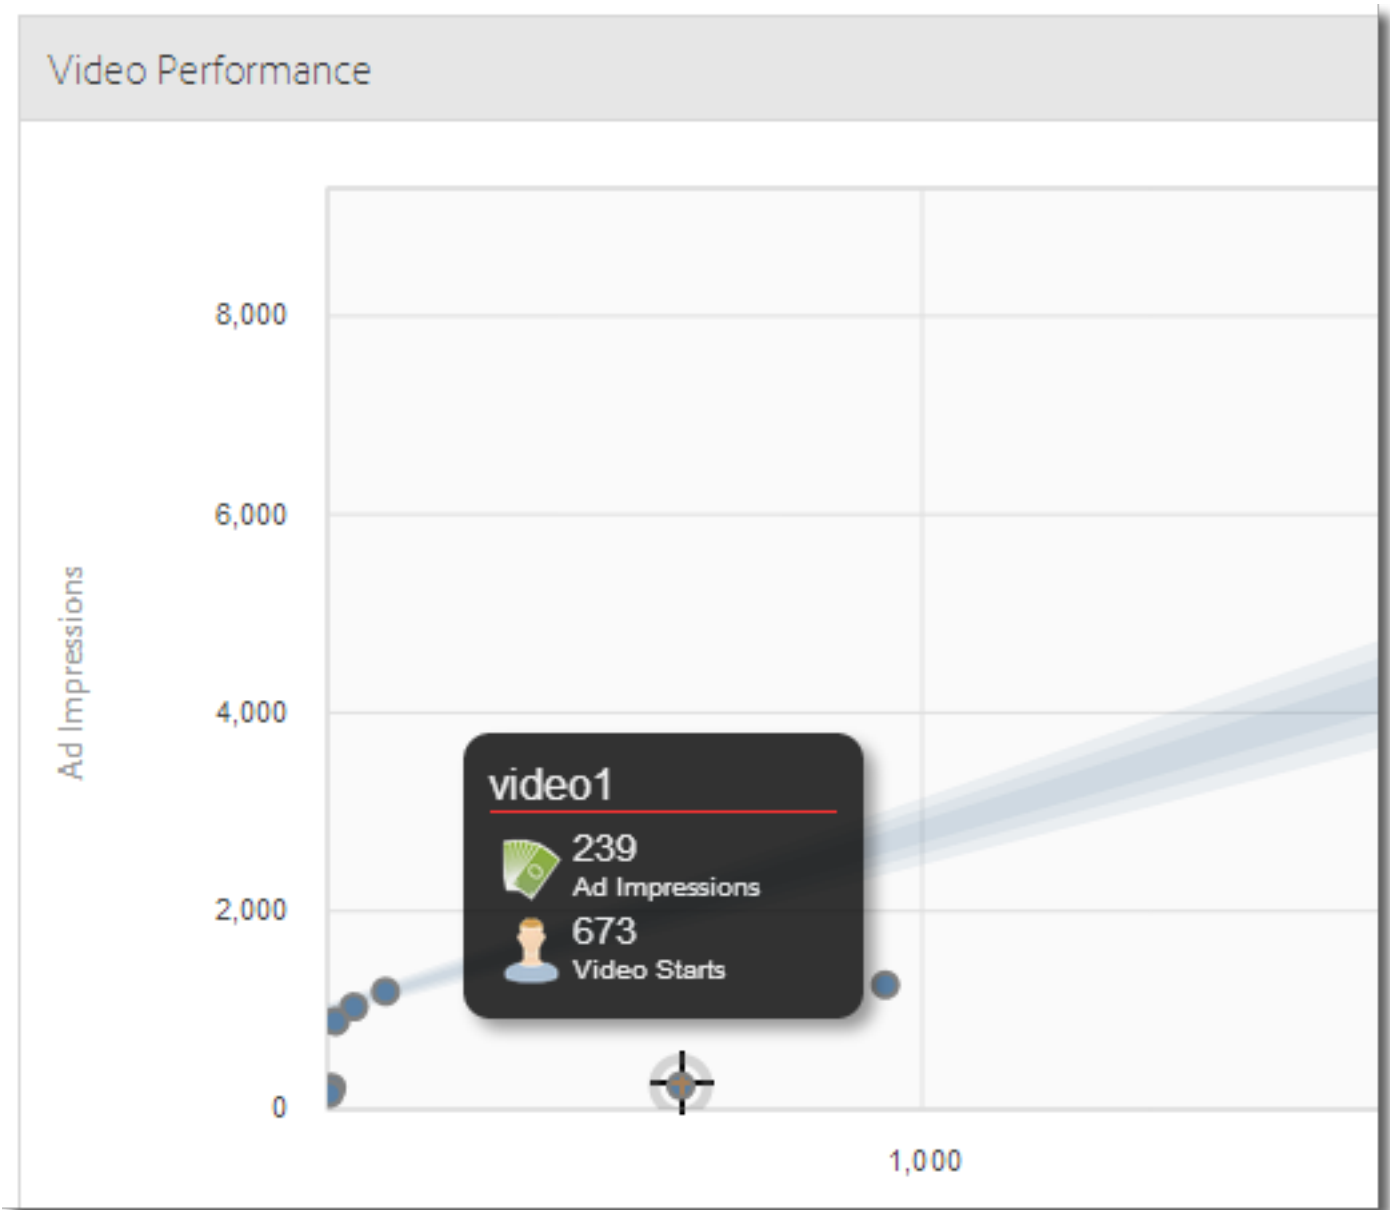 Video Performance
8,000
6,000
Ad Impressions
4,000
video1
239
Ad Impressions
2,000
673
Video Starts
0
1,000